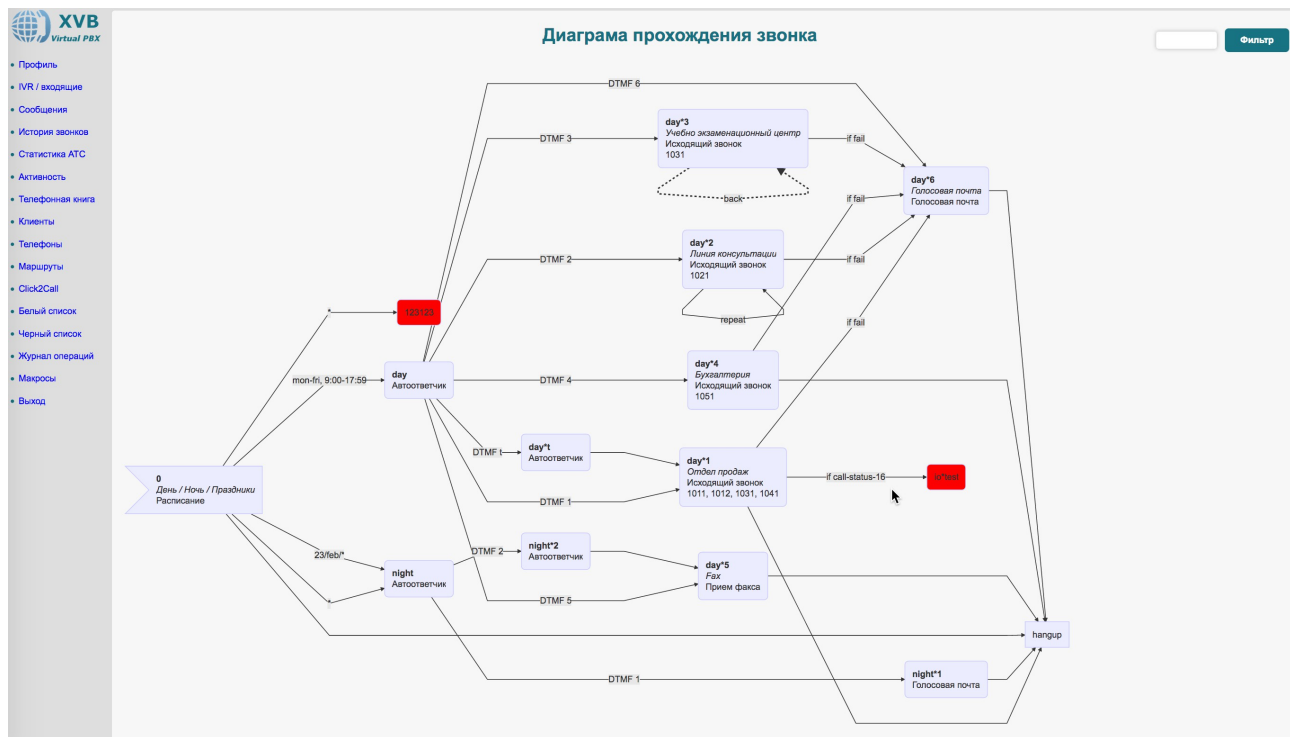 XVB
Virtual PBX
Диаграма прохождения звонка
Фильтр
Профиль
IVR / входящие
Сообщения
История звонков
Статистика АТС
Активность
Телефонная книга
Клиенты
Телефоны
Маршруты
Click2Call
Белый список
Черный список
Журнал операций
Макросы
Выход
DTMF 6
day*3
Учебно экзаменационный центр
Исходящий звонок
1031
DTMF 3
if fail
back
day*6
Голосовая почта
Голосовая почта
if fail
day*2
Линия консультации
Исходящий звонок
1021
DTMF 2
if fail
repeat
*
123123
if fail
day
Автоответчик
mon-fri, 9:00-17:59
DTMF 4
day*4
Бухгалтерия
Исходящий звонок
1051
DTMF t
day*t
Автоответчик
day*1
Отдел продаж
Исходящий звонок
1011, 1012, 1031, 1041
if call-status-16
ro*test
0
День / Ночь / Праздники
Расписание
DTMF 1
23/feb/*
*
night
Автоответчик
DTMF 2
night*2
Автоответчик
day*5
Fax
Прием факса
DTMF 5
hangup
DTMF 1
night*1
Голосовая почта